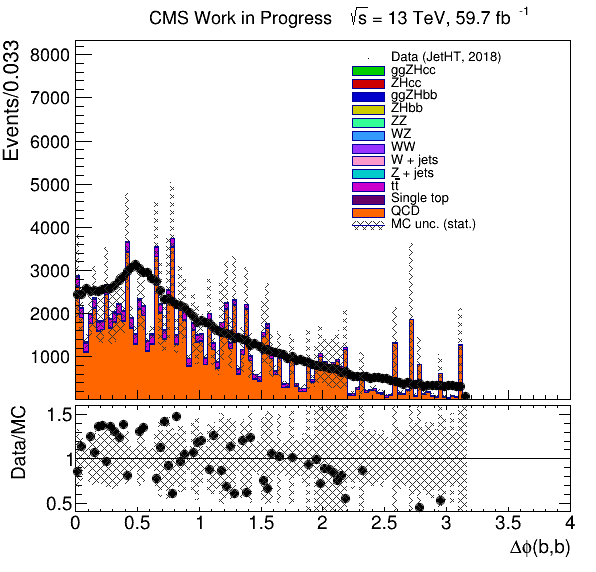 CMS Work in Progress √s = 13 TeV, 59.7 fb⁻¹
Events/0.033
8000
7000
6000
5000
4000
3000
2000
1000
Data (JetHT, 2018)
ggZHcc
ZHcc
ggZHbb
ZHbb
ZZ
WZ
WW
W + jets
Z + jets
tt̅
Single top
QCD
MC unc. (stat.)
Data/MC
1.5
1
0.5
0 0.5 1 1.5 2 2.5 3 3.5 4
Δϕ(b,b)